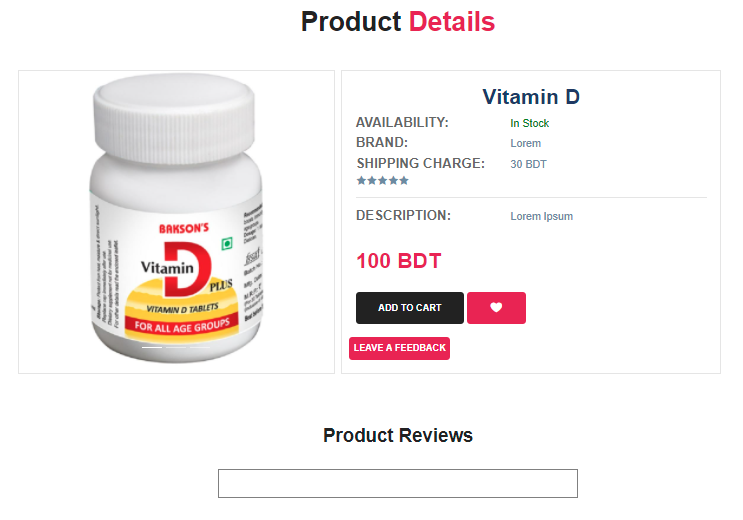 Product Details
BAKSON'S
Vitamin D
PLUS
VITAMIN D TABLETS
FOR ALL AGE GROUPS
Vitamin D
AVAILABILITY: In Stock
BRAND: Lorem
SHIPPING CHARGE: 30 BDT
DESCRIPTION: Lorem Ipsum
100 BDT
ADD TO CART
LEAVE A FEEDBACK
Product Reviews